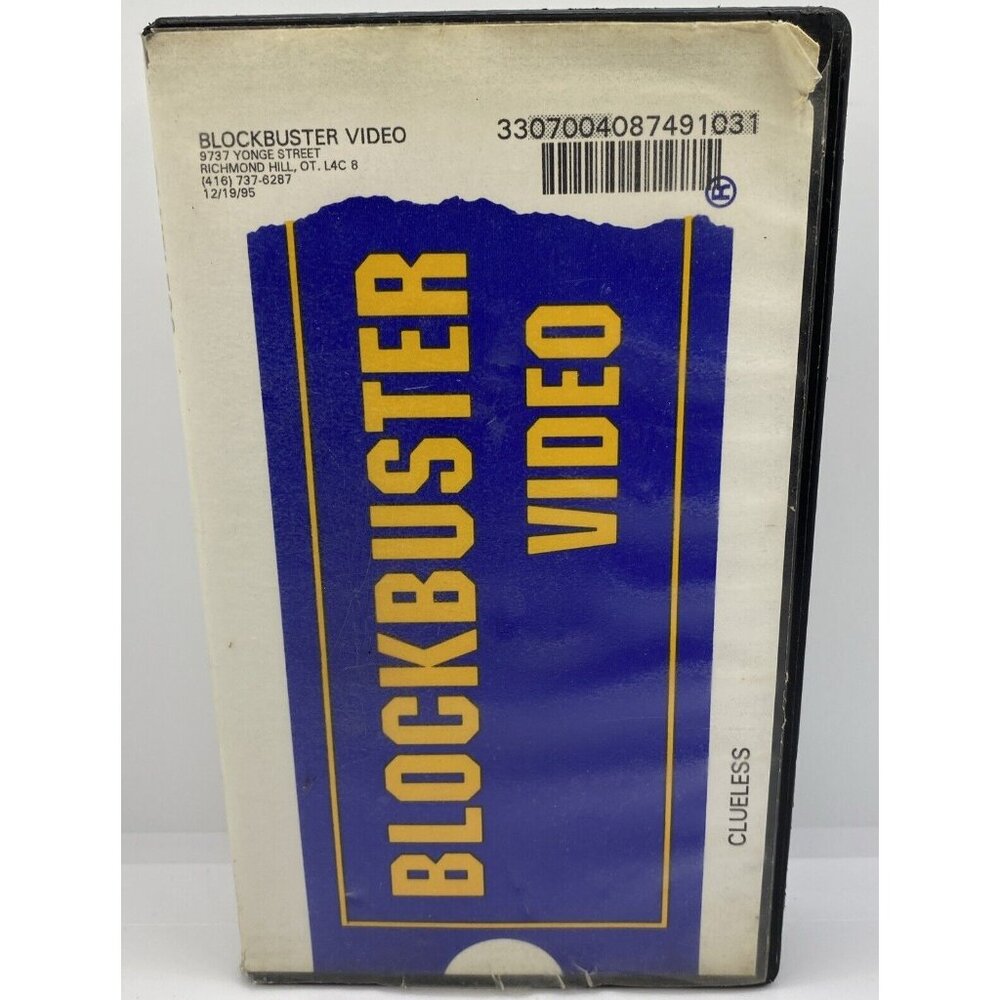 BLOCKBUSTER VIDEO
9737 YONGE STREET
RICHMOND HILL, OT. L4C 8
(416) 737-6287
12/19/95
3307004087491031
®
BLOCKBUSTER
VIDEO
CLUELESS